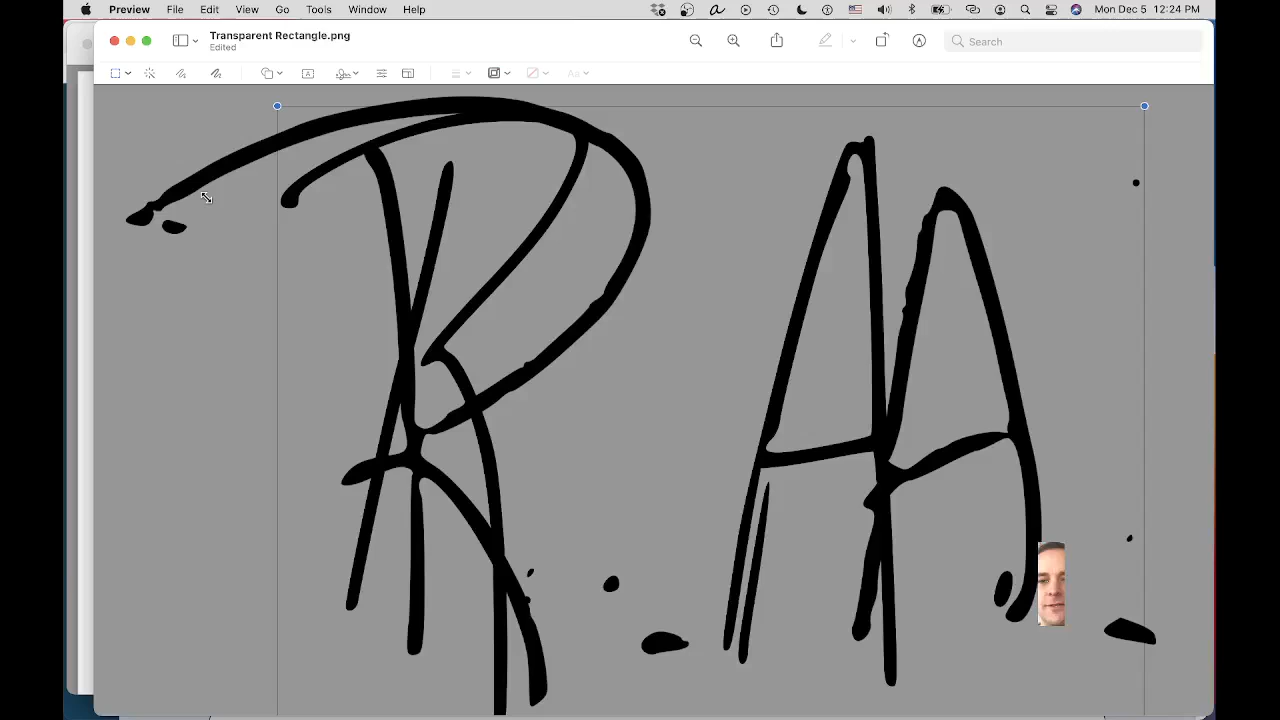 Preview File Edit View Go Tools Window Help Mon Dec 5 12:24 PM
Transparent Rectangle.png
Edited
Search
Aa
R. A.